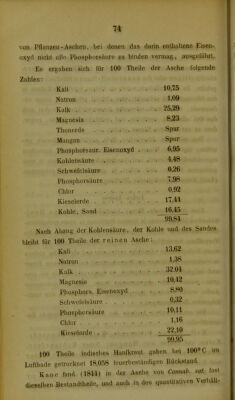 74
von Pflanzen-Aschen, bei denen das darin enthaltene Eisen-
oxyd nicht alle Phosphorsäure zu binden vermag, ausgeführt.
Es ergaben sich für 100 Theile der Asche folgende
Zahlen:
Kali . . . . . . 10,75
Natron . . . . . . 1,09
Kalk . . . . . . 25,29
Magnesia . . . . . . 8,23
Thonerde . . . . . . Spur
Mangan . . . . . . Spur
Phosphorsaur. Eisenoxyd . . . 6,95
Kohlensäure . . . . . . 4,48
Schwefelsäure . . . . . . 0,26
Phosphorsäure . . . . . . 7,98
Chlor . . . . . . 0,92
Kieselerde . . . . . . 17,44
Kohle, Sand . . . . . . 16,45
99,84
Nach Abzug der Kohlensäure, der Kohle und des Sandes
bleibt für 100 Theile der reinen Asche:
Kali . . . . . . 13,62
Natron . . . . . . 1,38
Kalk . . . . . . 32,04
Magnesia . . . . . . 10,42
Phosphors. Eisenoxyd . . . 8,80
Schwefelsäure . . . . . . 0,32
Phosphorsäure . . . . . . 10,11
Chlor . . . . . . 1,16
Kieselerde . . . . . . 22,10
99,95
100 Theile indisches Hanfkraut gaben bei 100° C im
Luftbade getrocknet 18,058 feuerbeständigen Rückstand.
Kane fand (1844) in der Asche von Cannab. sat. fast
dieselben Bestandtheile, und auch in den quantitativen Verhält-